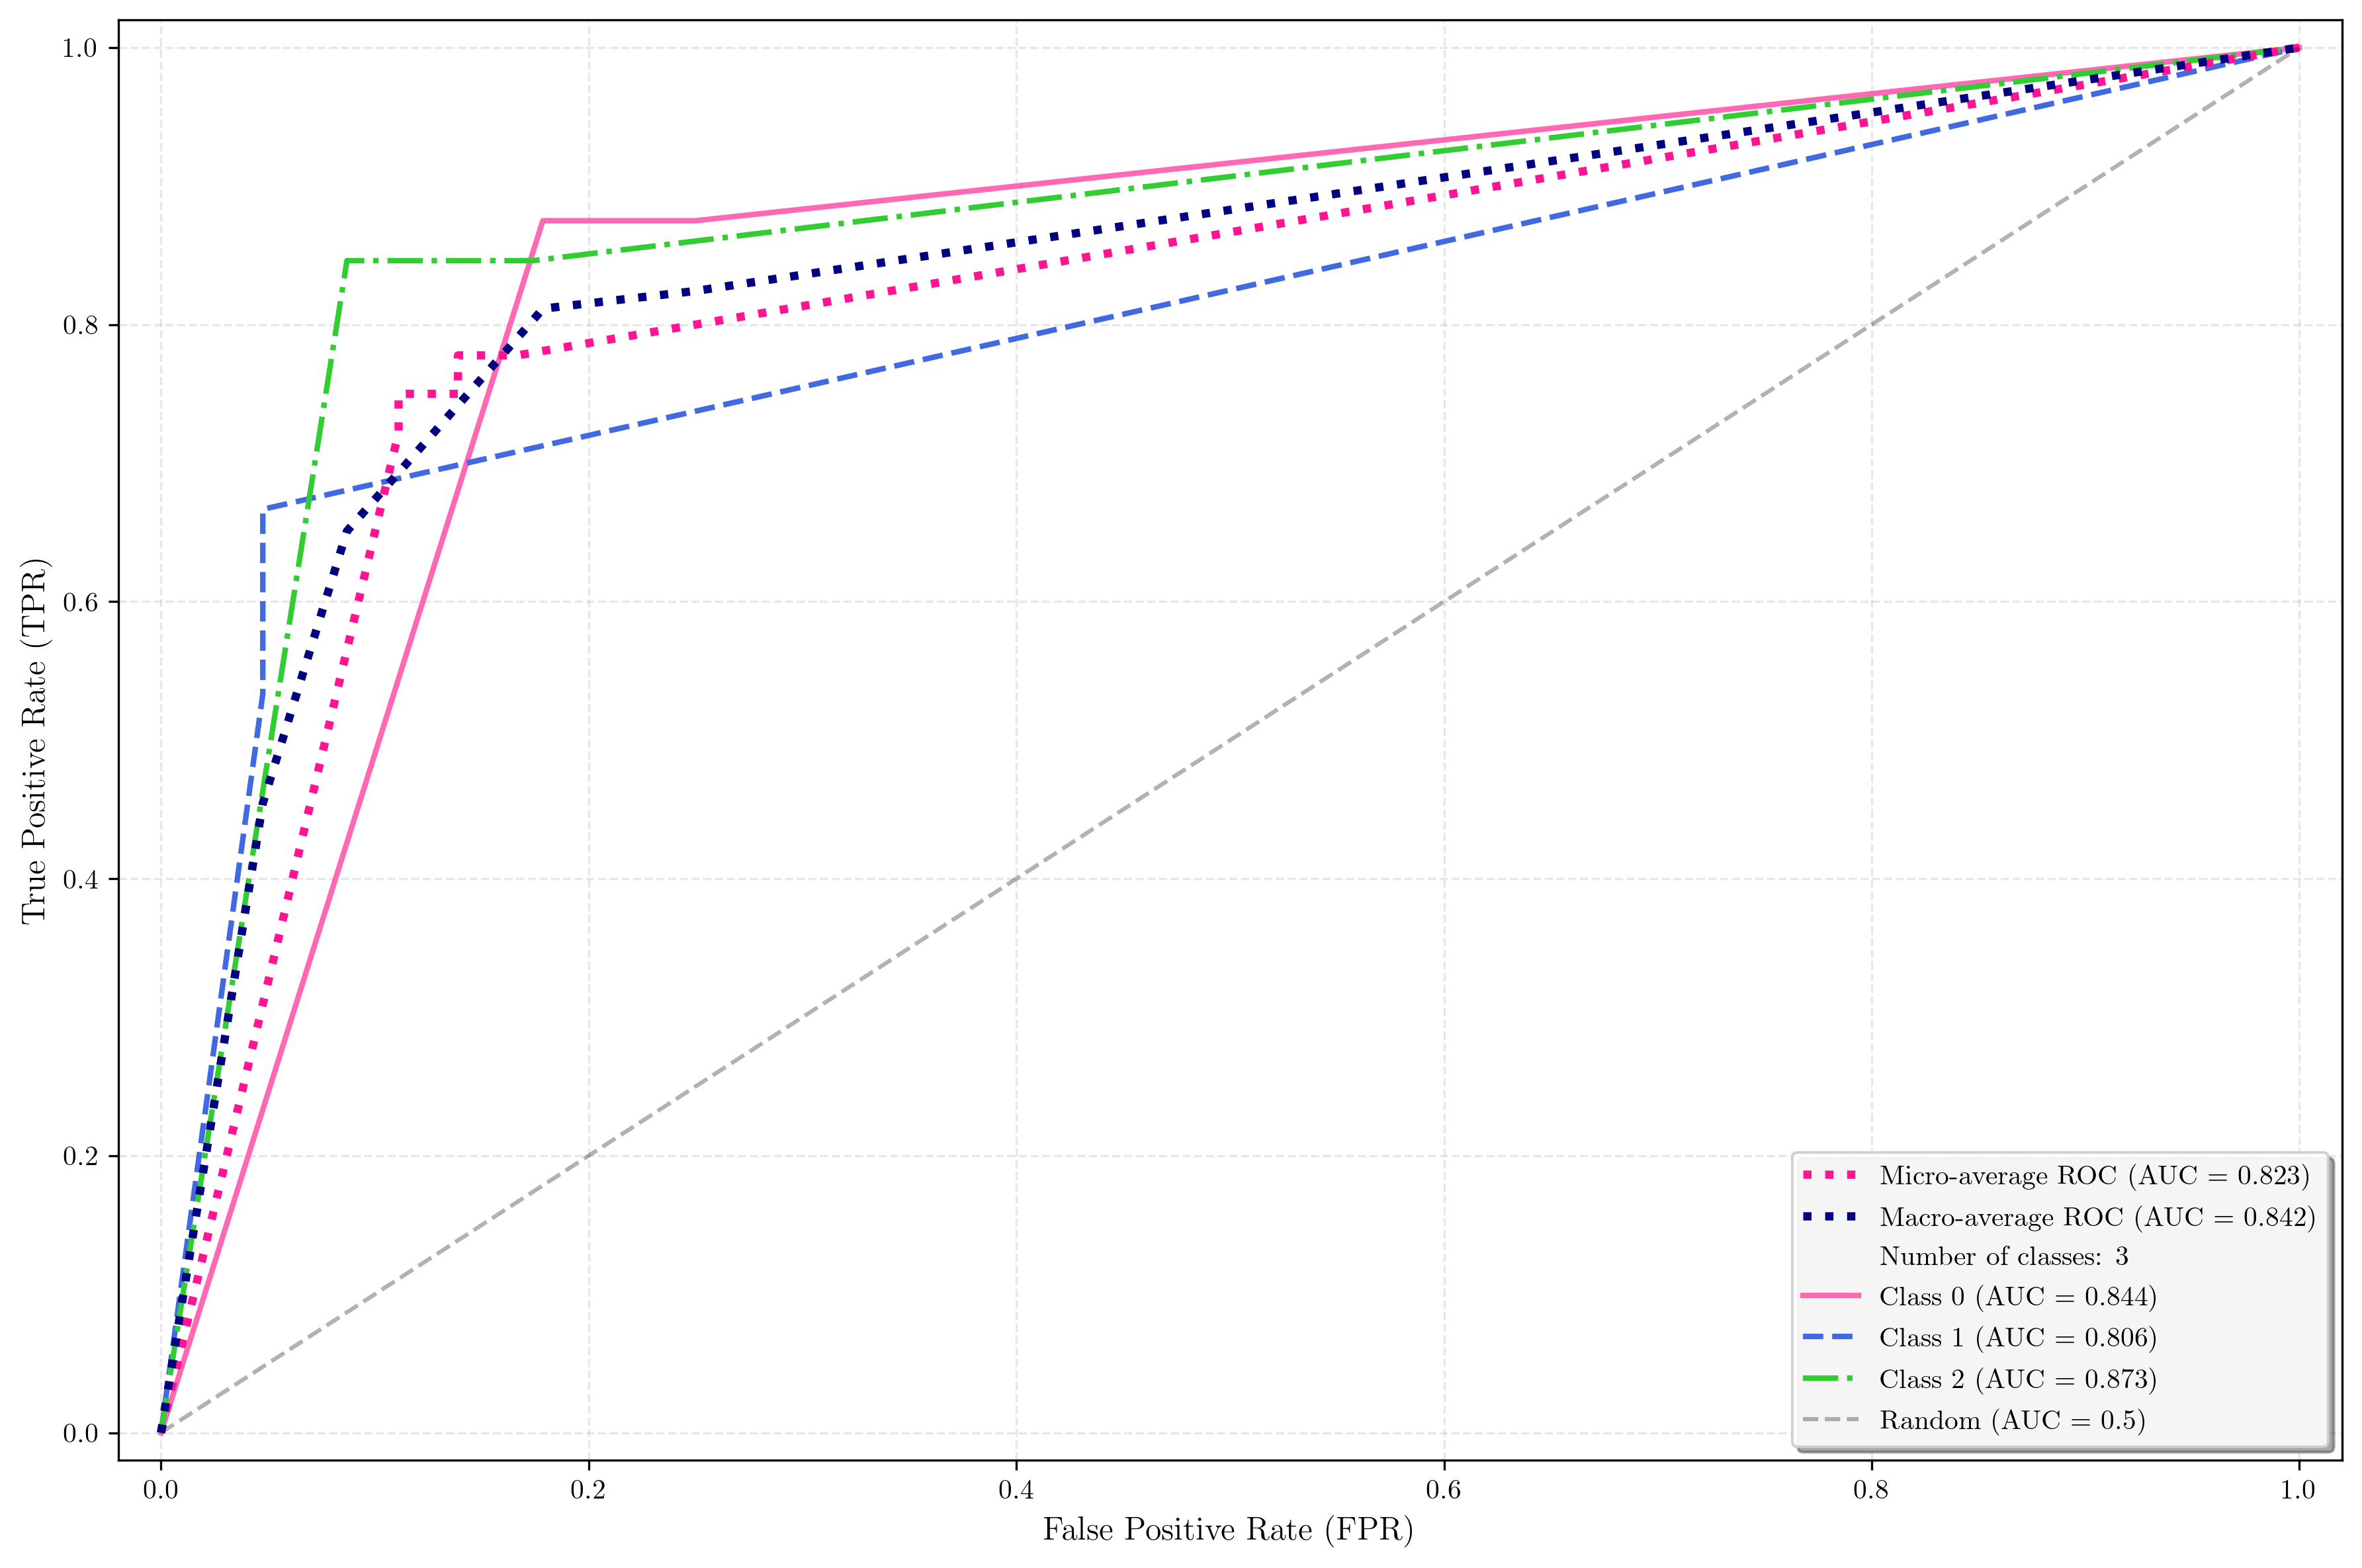 1.0
0.8
0.6
0.4
0.2
0.0
True Positive Rate (TPR)
Micro-average ROC (AUC = 0.823)
Macro-average ROC (AUC = 0.842)
Number of classes: 3
Class 0 (AUC = 0.844)
Class 1 (AUC = 0.806)
Class 2 (AUC = 0.873)
Random (AUC = 0.5)
0.0 0.2 0.4 0.6 0.8 1.0
False Positive Rate (FPR)